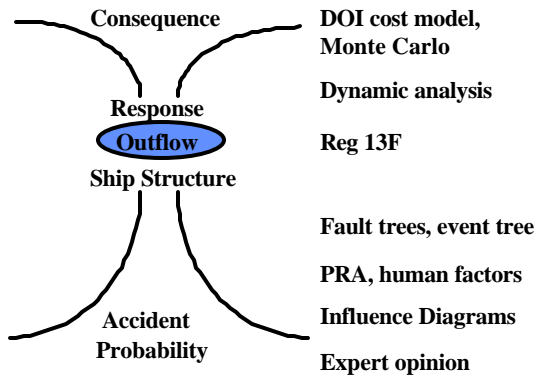 Consequence
DOI cost model,
Monte Carlo
Dynamic analysis
Response
Outflow
Reg 13F
Ship Structure
Fault trees, event tree
PRA, human factors
Influence Diagrams
Accident
Probability
Expert opinion